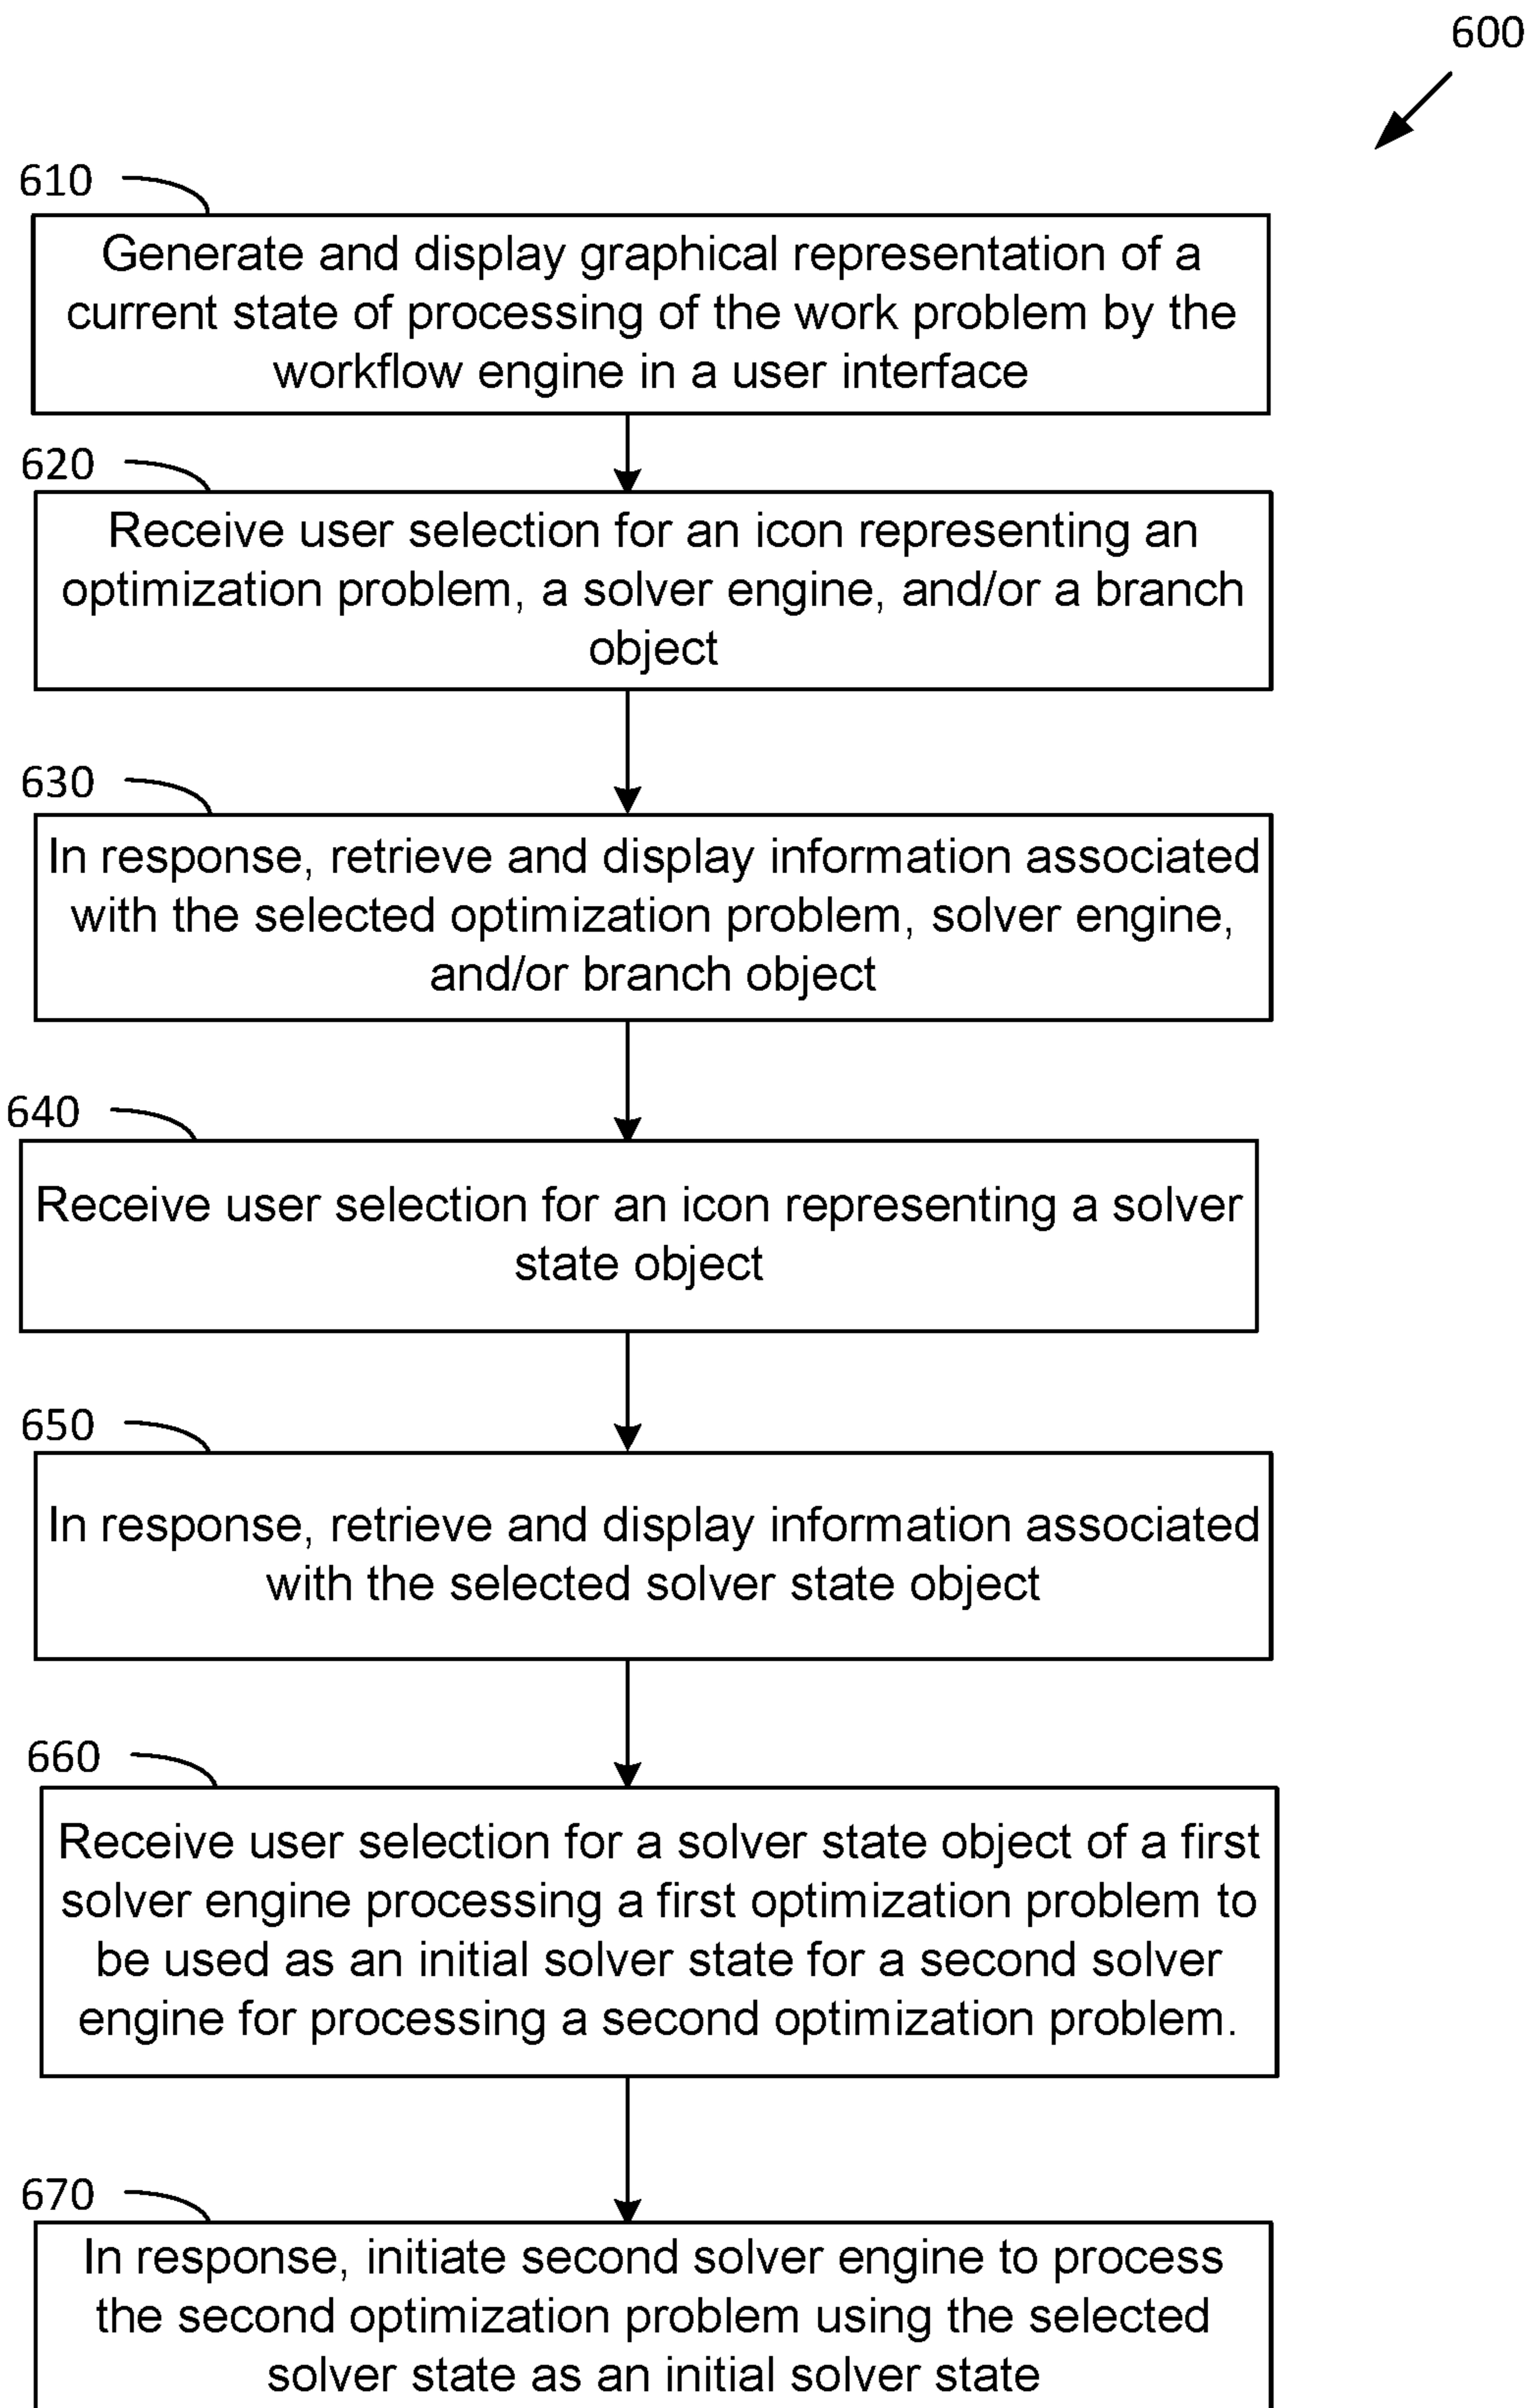 600
610
Generate and display graphical representation of a
current state of processing of the work problem by the
workflow engine in a user interface
620
Receive user selection for an icon representing an
optimization problem, a solver engine, and/or a branch
object
630
In response, retrieve and display information associated
with the selected optimization problem, solver engine,
and/or branch object
640
Receive user selection for an icon representing a solver
state object
650
In response, retrieve and display information associated
with the selected solver state object
660
Receive user selection for a solver state object of a first
solver engine processing a first optimization problem to
be used as an initial solver state for a second solver
engine for processing a second optimization problem.
670
In response, initiate second solver engine to process
the second optimization problem using the selected
solver state as an initial solver state